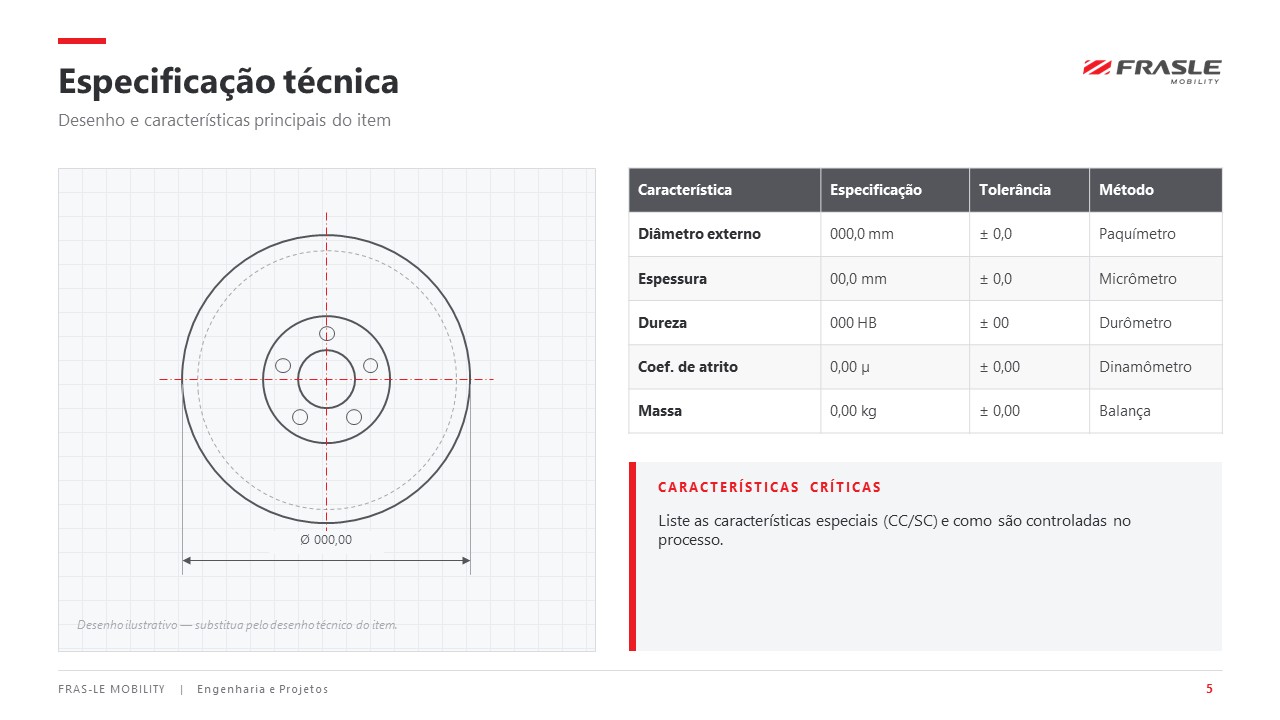 Especificação técnica
FRASLE
MOBILITY
Desenho e características principais do item
Ø 000,00
Desenho ilustrativo — substitua pelo desenho técnico do item.
Característica Especificação Tolerância Método
Diâmetro externo 000,0 mm ± 0,0 Paquímetro
Espessura 00,0 mm ± 0,0 Micrômetro
Dureza 000 HB ± 00 Durômetro
Coef. de atrito 0,00 µ ± 0,00 Dinamômetro
Massa 0,00 kg ± 0,00 Balança
CARACTERÍSTICAS CRÍTICAS
Liste as características especiais (CC/SC) e como são controladas no
processo.
FRAS-LE MOBILITY | Engenharia e Projetos
5